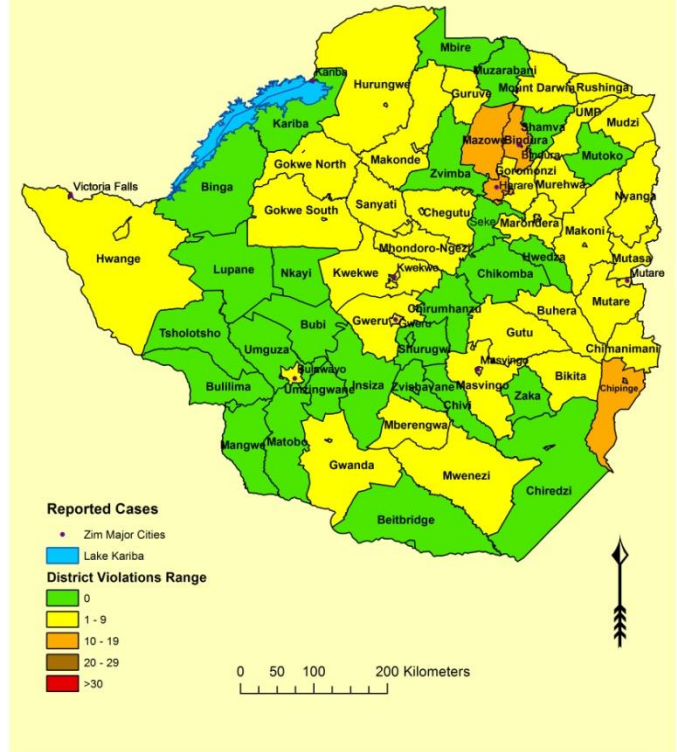 Mbire
Kariba
Muzarabani
Hurungwe
Mount Darwin
Rushinga
Guruve
UMP
Kariba
Shamva
Mudzi
Mazowe
Bindura
Bindura
Mutoko
Gokwe North
Makonde
Zvimba
Goromonzi
Binga
Harare
Murehwa
Victoria Falls
Sanyati
Nyanga
Gokwe South
Chegutu
Seke
Marondera
Makoni
Hwange
Mhondoro-Ngezi
Hwedza
Mutasa
Lupane
Nkayi
Kwekwe
Kwekwe
Chikomba
Mutare
Mutare
Chirumhanzu
Buhera
Tsholotsho
Bubi
Gweru
Gweru
Gutu
Umguza
Shurugwi
Chimanimani
Bulawayo
Masvingo
Bikita
Bulilima
Umzingwane
Insiza
Zvishavane
Masvingo
Zaka
Chipinge
Chivi
Mangwe
Matobo
Mberengwa
Gwanda
Mwenezi
Chiredzi
Beitbridge
Reported Cases
Zim Major Cities
Lake Kariba
District Violations Range
0
1 - 9
10 - 19
20 - 29
>30
0 50 100 200 Kilometers